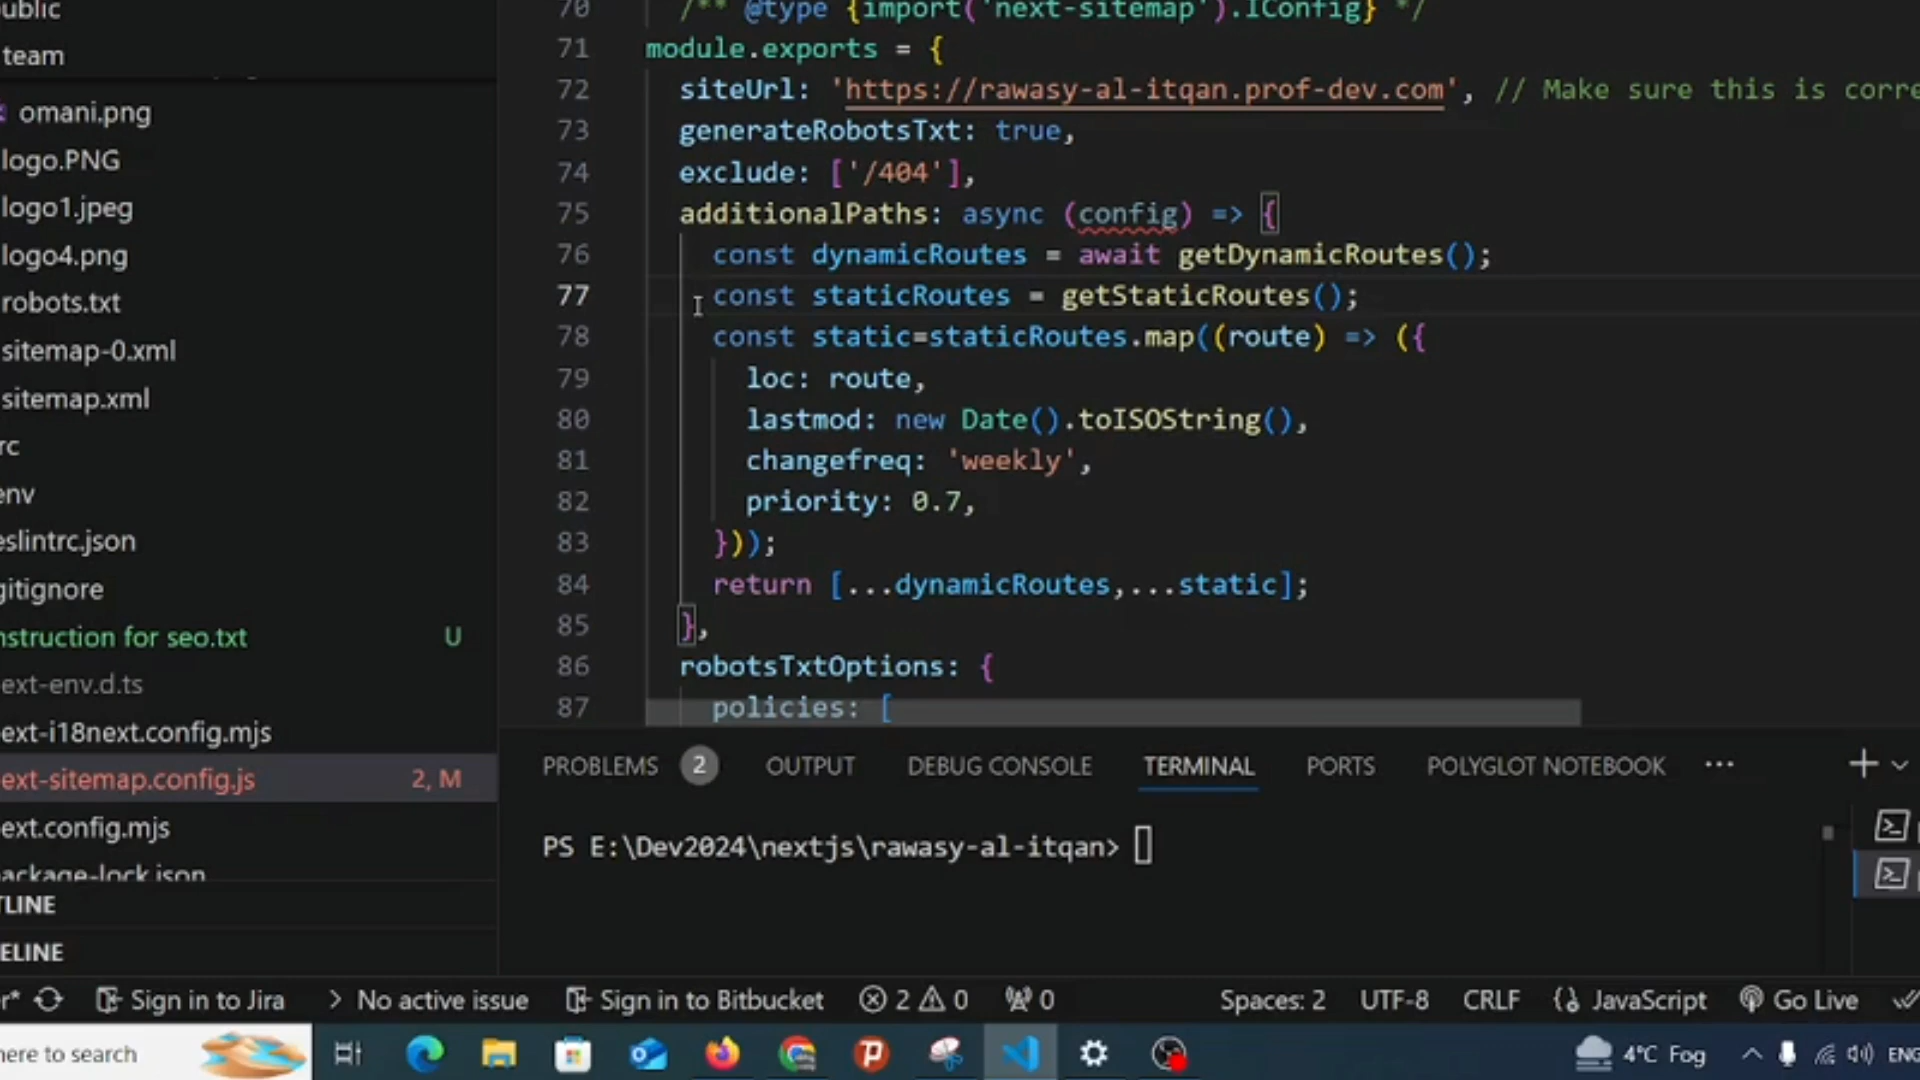 ublic
team
omani.png
logo.PNG
logo1.jpeg
logo4.png
robots.txt
sitemap-0.xml
sitemap.xml
rc
env
eslintrc.json
gitignore
nstruction for seo.txt U
ext-env.d.ts
ext-i18next.config.mjs
ext-sitemap.config.js 2, M
ext.config.mjs
ackage-lock.json
TLINE
ELINE
70 /** @type {import('next-sitemap').IConfig} */
71 module.exports = {
72 siteUrl: 'https://rawasy-al-itqan.prof-dev.com', // Make sure this is corre
73 generateRobotsTxt: true,
74 exclude: ['/404'],
75 additionalPaths: async (config) => {
76 const dynamicRoutes = await getDynamicRoutes();
77 const staticRoutes = getStaticRoutes();
78 const static=staticRoutes.map((route) => ({
79 loc: route,
80 lastmod: new Date().toISOString(),
81 changefreq: 'weekly',
82 priority: 0.7,
83 }));
84 return [...dynamicRoutes,...static];
85 },
86 robotsTxtOptions: {
87 policies: [
PROBLEMS 2 OUTPUT DEBUG CONSOLE TERMINAL PORTS POLYGLOT NOTEBOOK ...
PS E:\Dev2024\nextjs\rawasy-al-itqan>
r* Sign in to Jira > No active issue Sign in to Bitbucket 2 0 0 Spaces: 2 UTF-8 CRLF JavaScript Go Live
here to search 4°C Fog ENG